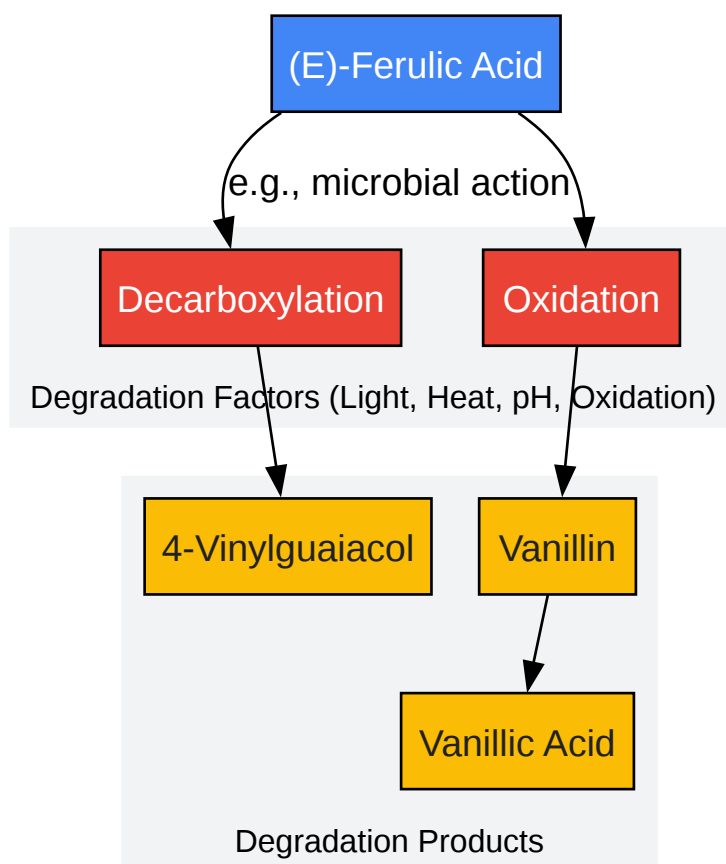 (E)-Ferulic Acid
e.g., microbial action
Decarboxylation
Oxidation
Degradation Factors (Light, Heat, pH, Oxidation)
4-Vinylguaiacol
Vanillin
Vanillic Acid
Degradation Products